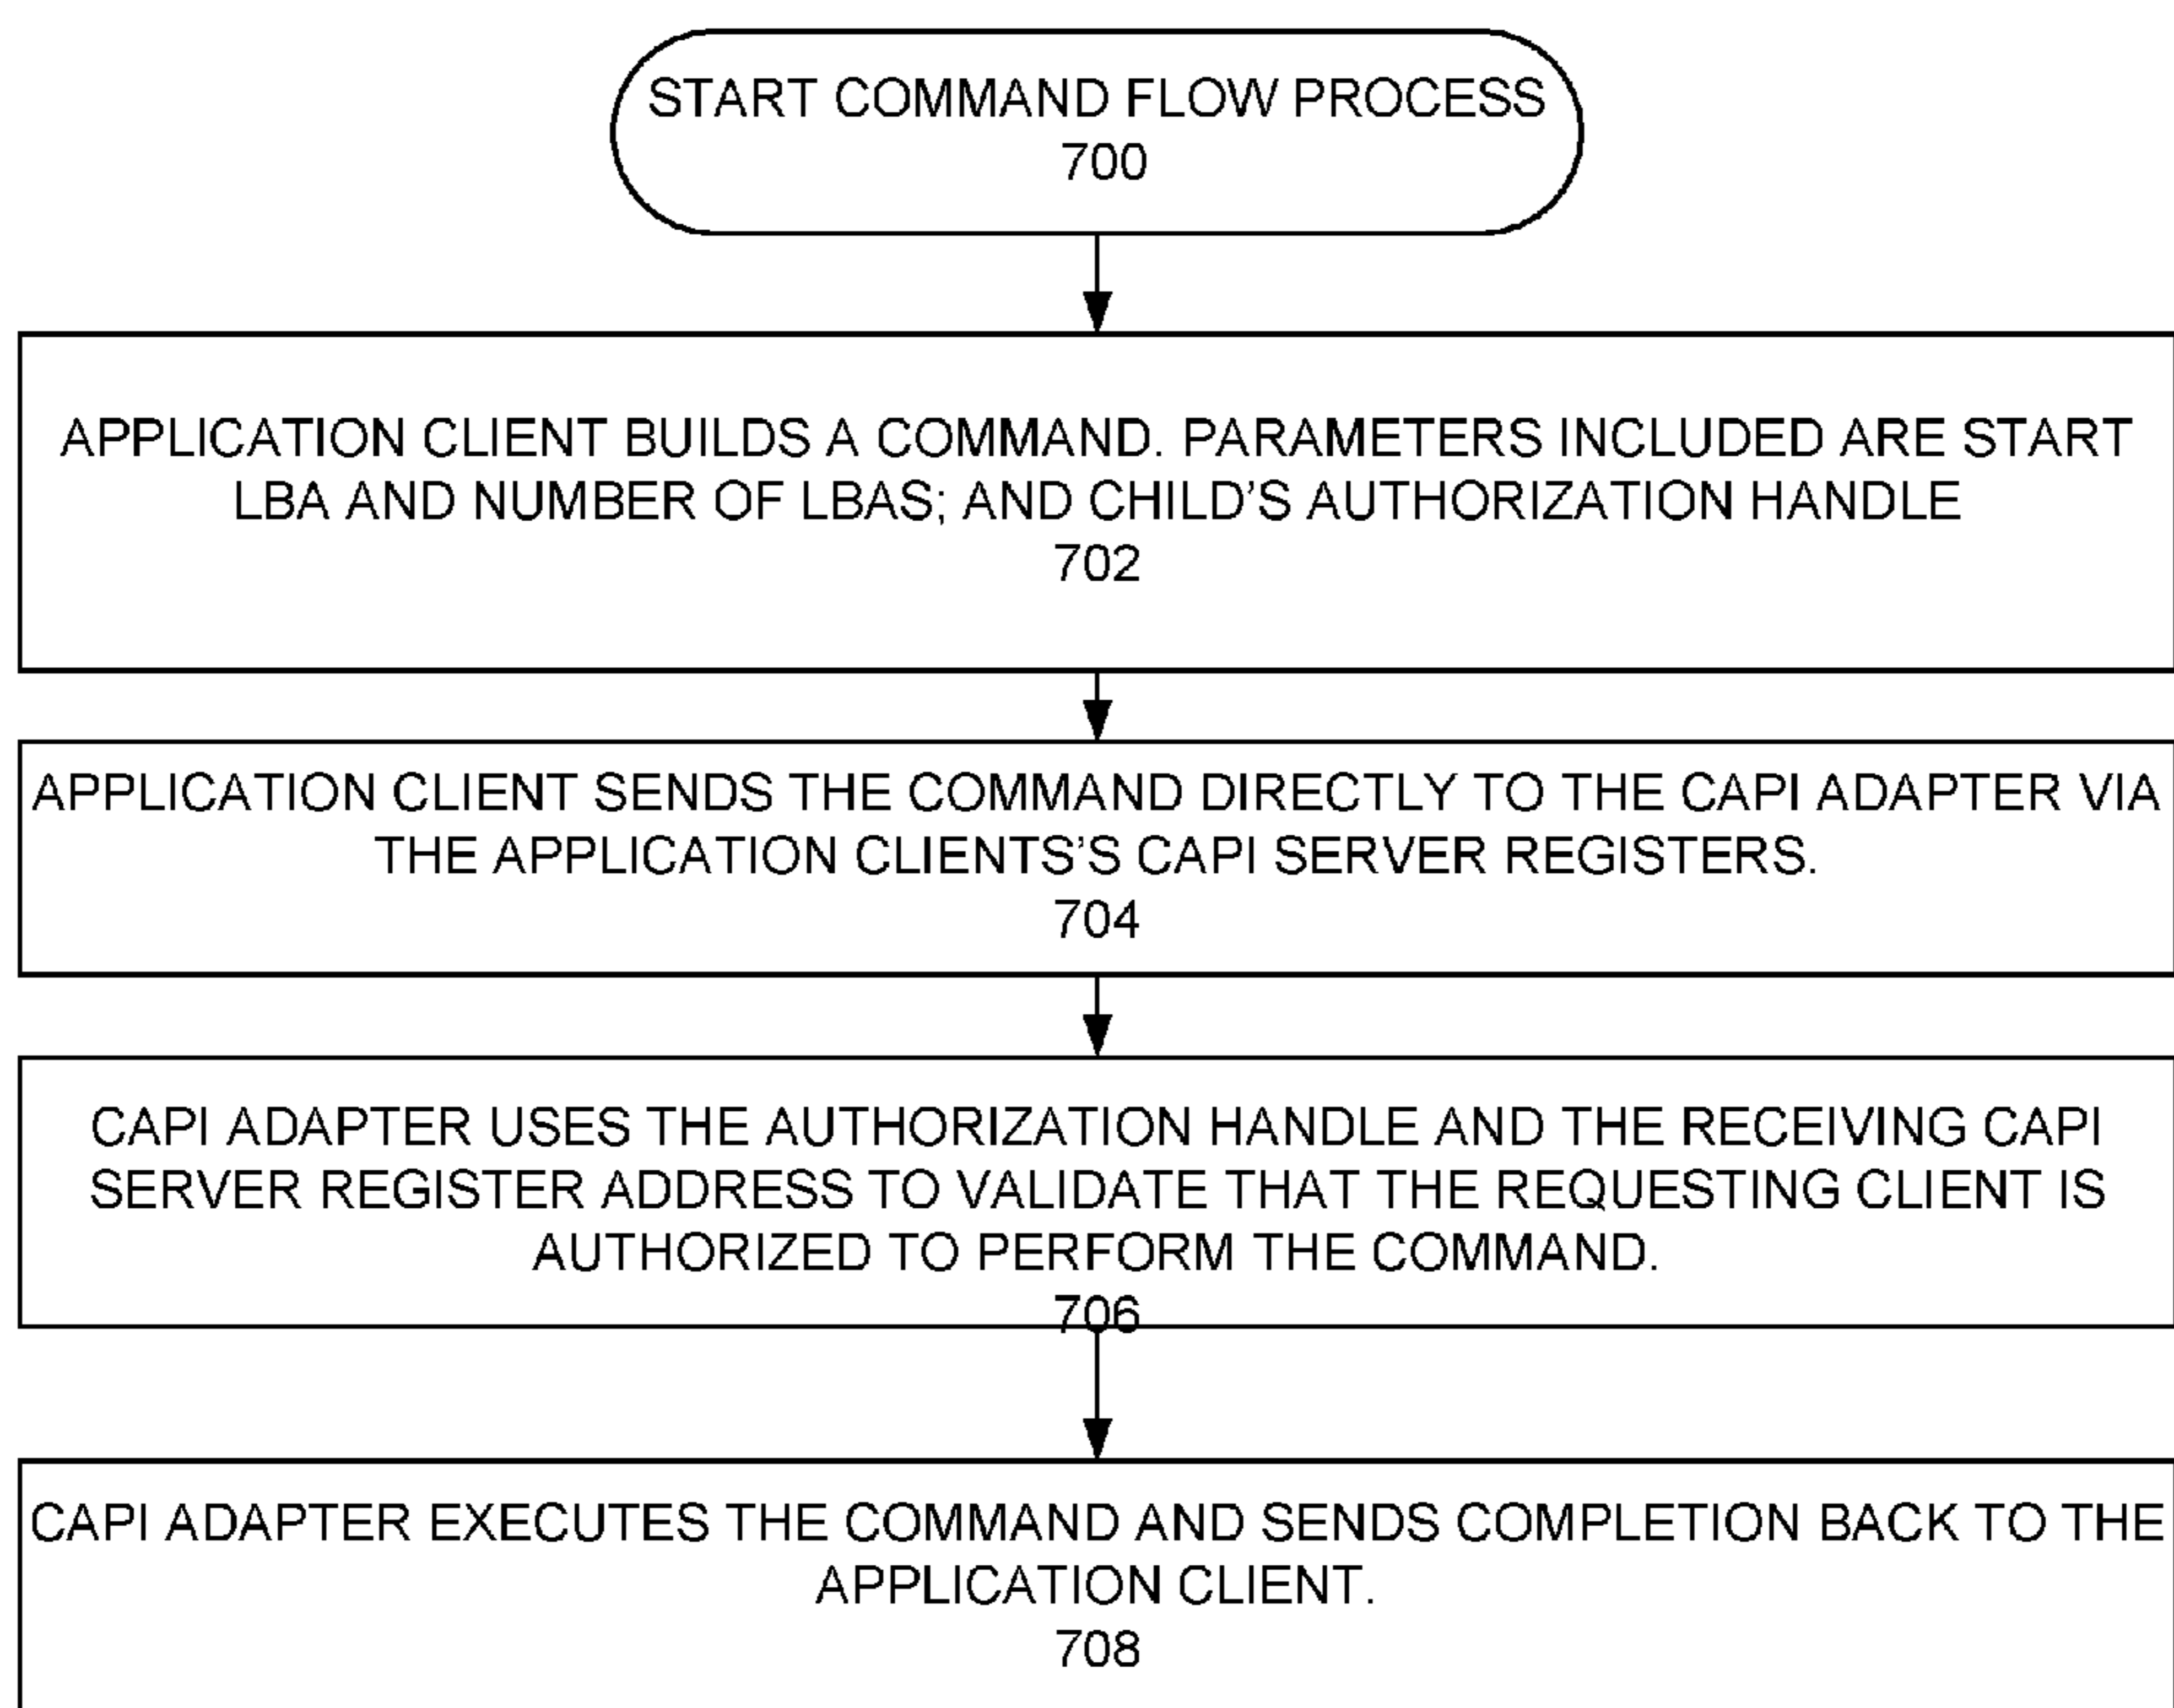 START COMMAND FLOW PROCESS
700
APPLICATION CLIENT BUILDS A COMMAND. PARAMETERS INCLUDED ARE START
LBA AND NUMBER OF LBAS; AND CHILD'S AUTHORIZATION HANDLE
702
APPLICATION CLIENT SENDS THE COMMAND DIRECTLY TO THE CAPI ADAPTER VIA
THE APPLICATION CLIENTS'S CAPI SERVER REGISTERS.
704
CAPI ADAPTER USES THE AUTHORIZATION HANDLE AND THE RECEIVING CAPI
SERVER REGISTER ADDRESS TO VALIDATE THAT THE REQUESTING CLIENT IS
AUTHORIZED TO PERFORM THE COMMAND.
706
CAPI ADAPTER EXECUTES THE COMMAND AND SENDS COMPLETION BACK TO THE
APPLICATION CLIENT.
708